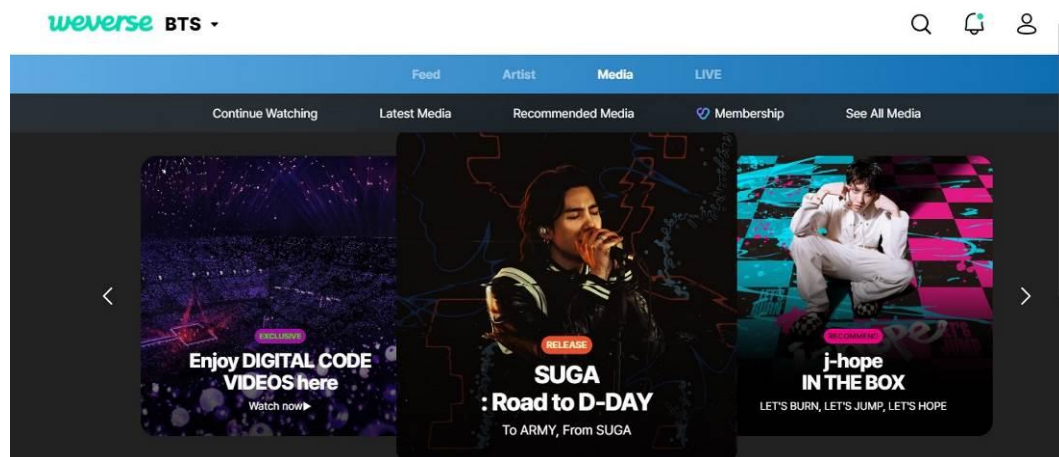 weverse BTS
Feed Artist Media LIVE
Continue Watching Latest Media Recommended Media Membership See All Media
EXCLUSIVE
Enjoy DIGITAL CODE
VIDEOS here
Watch now▶
RELEASE
SUGA
: Road to D-DAY
To ARMY, From SUGA
RECOMMEND
j-hope
IN THE BOX
LET'S BURN, LET'S JUMP, LET'S HOPE